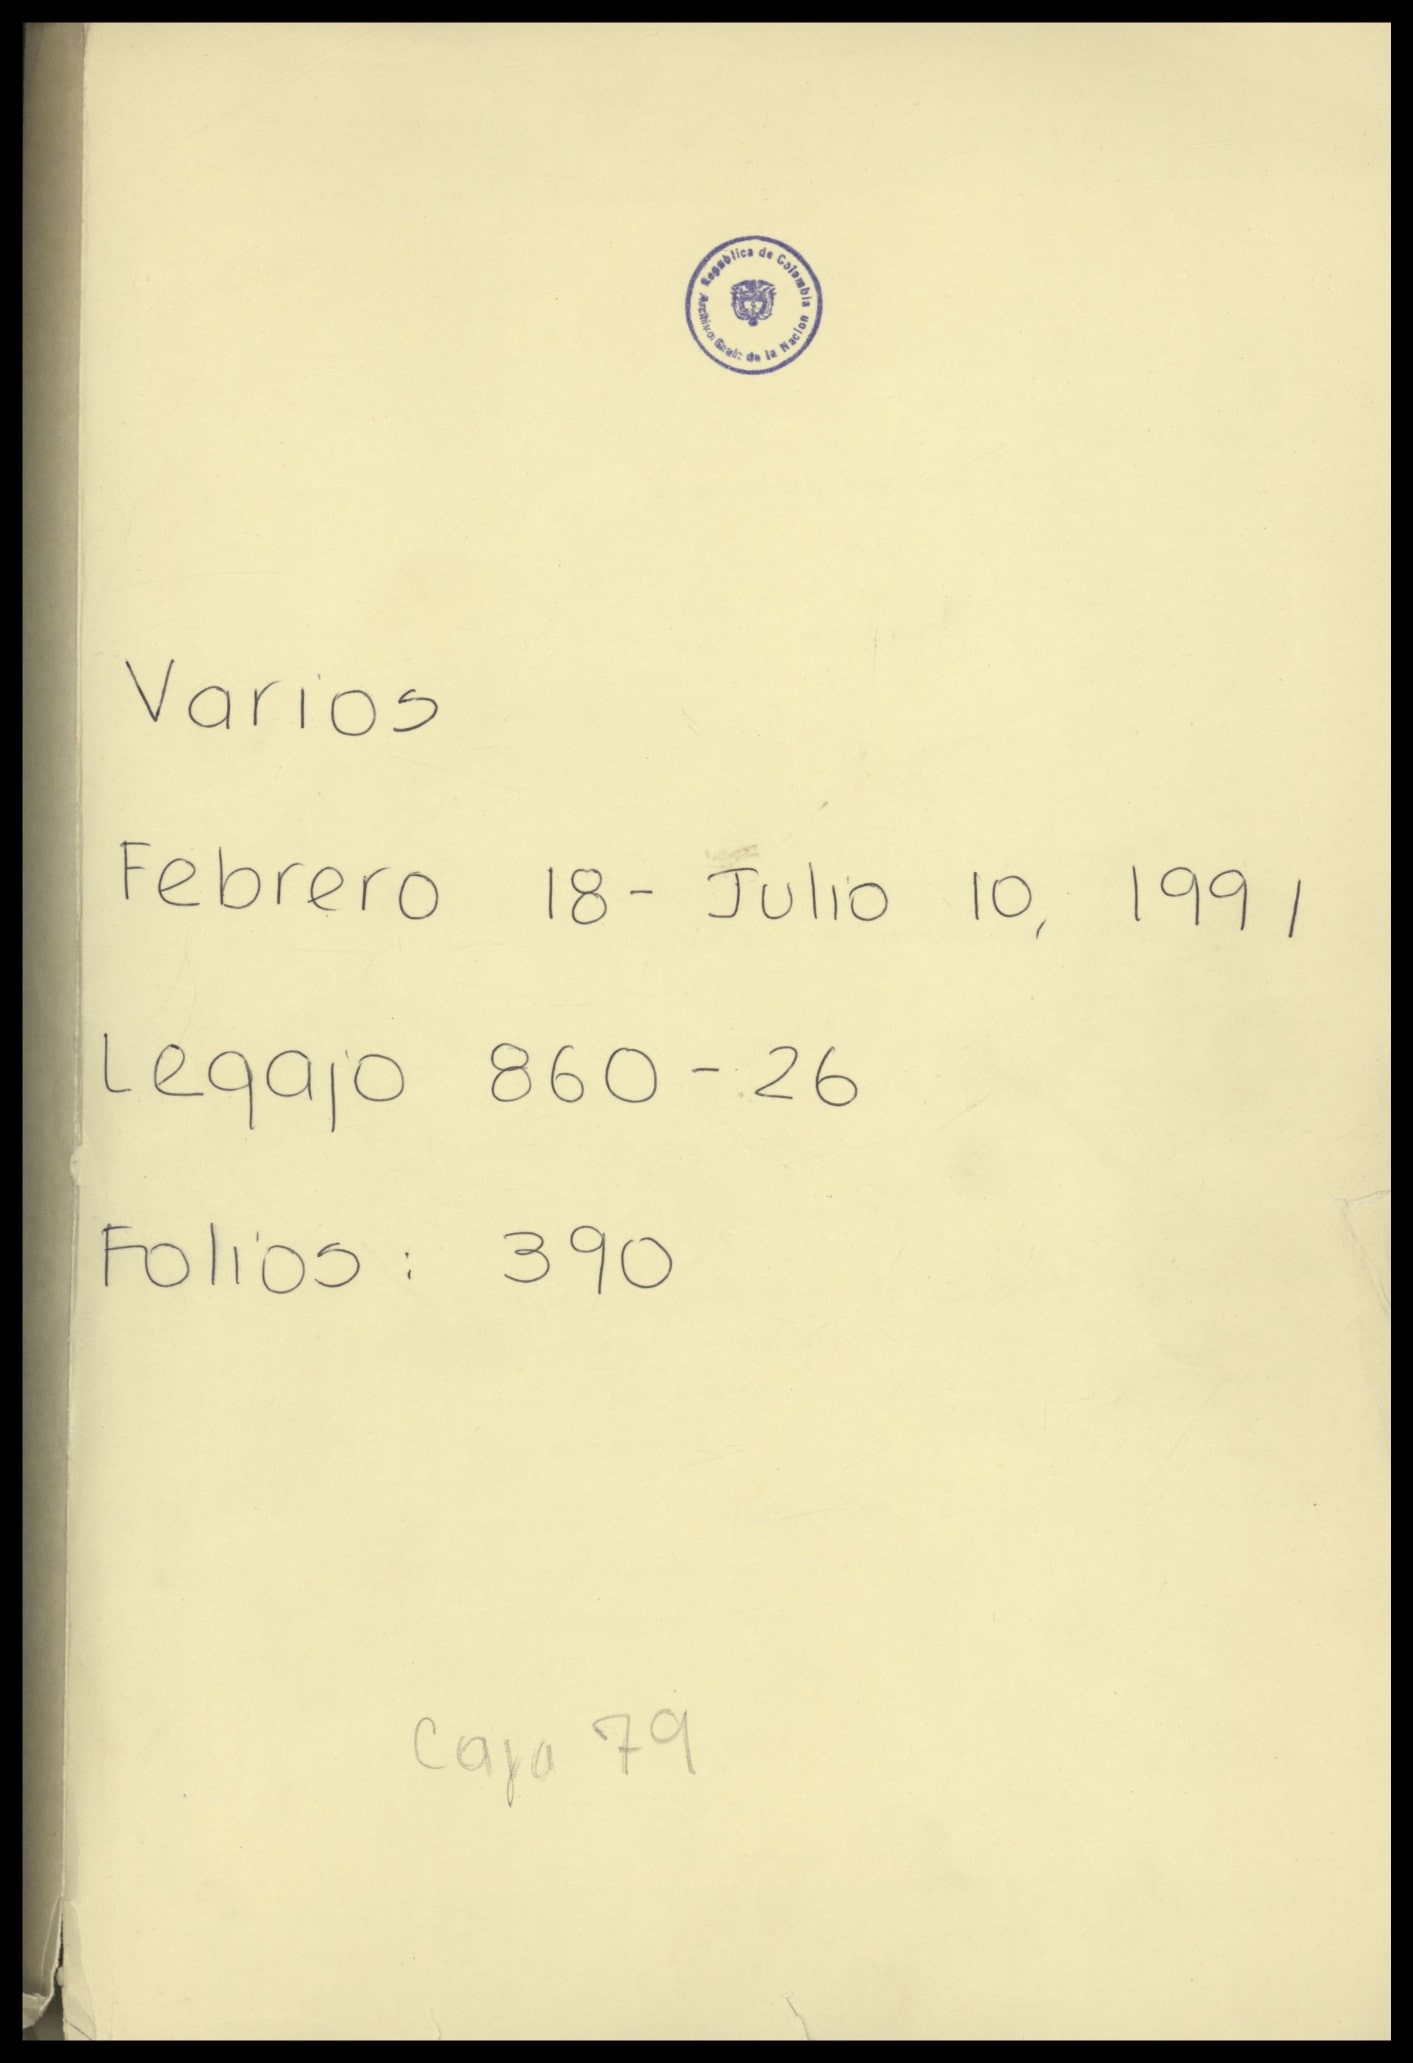 República de Colombia
Archivo Gral. de la Nación
Varios
Febrero 18 - Julio 10, 1991
Legajo 860 - 26
Folios: 390
Caja 79